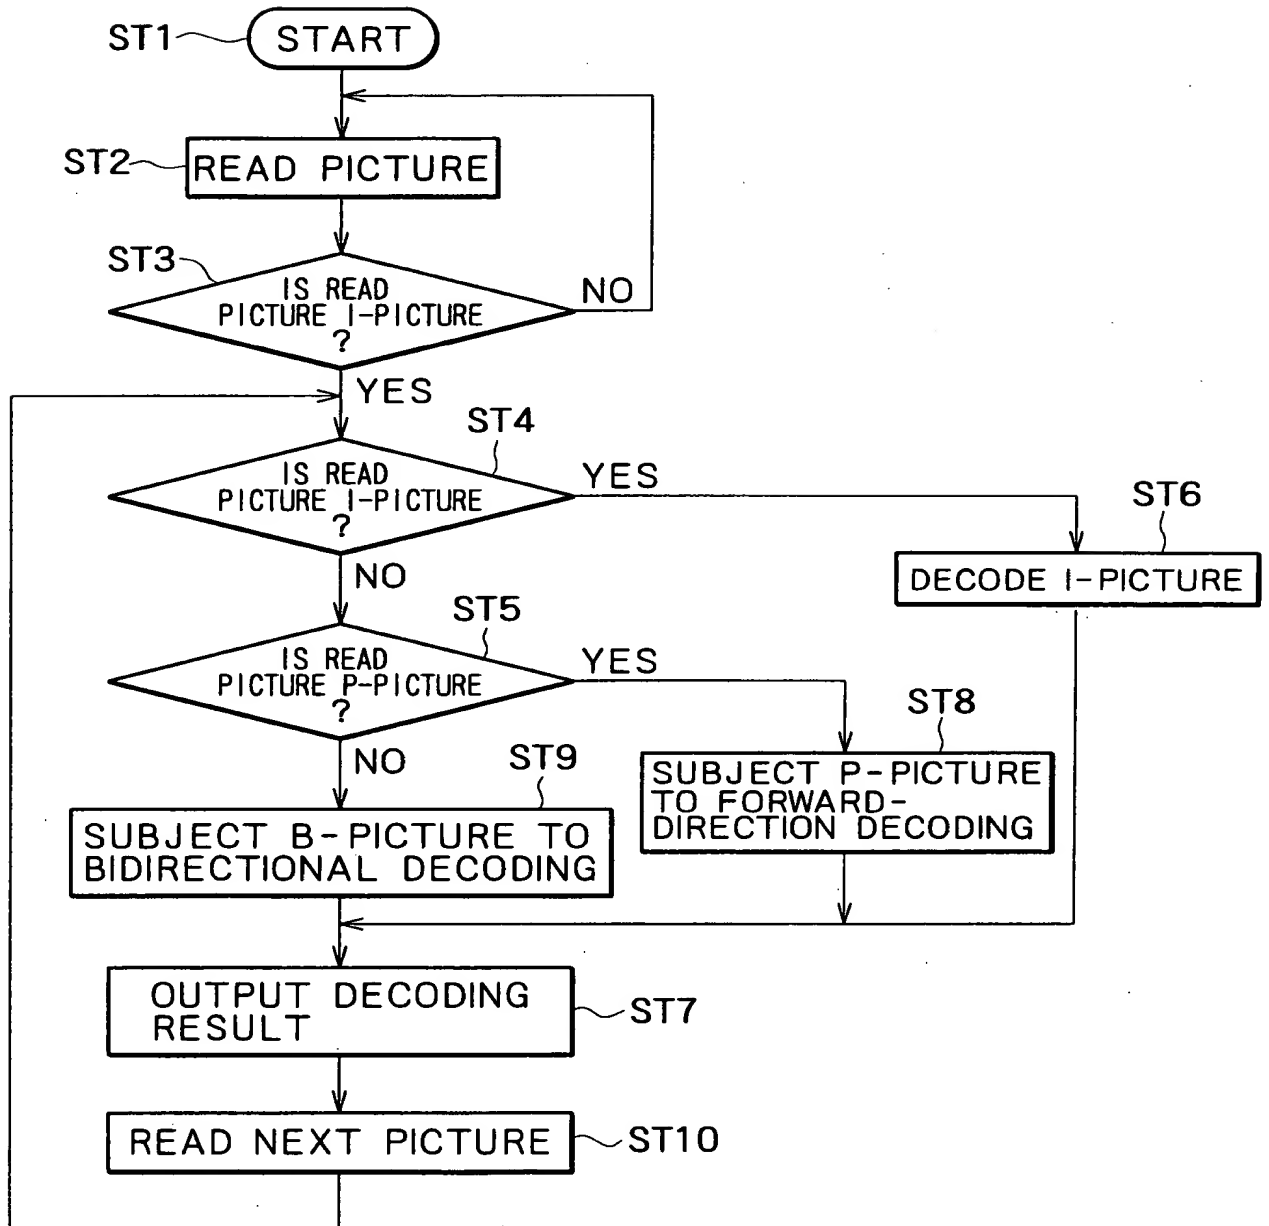 ST1
START
ST2
READ PICTURE
ST3
IS READ
PICTURE I-PICTURE
?
NO
YES
ST4
IS READ
PICTURE I-PICTURE
?
YES
ST6
DECODE I-PICTURE
NO
ST5
IS READ
PICTURE P-PICTURE
?
YES
ST8
SUBJECT P-PICTURE
TO FORWARD-
DIRECTION DECODING
NO
ST9
SUBJECT B-PICTURE TO
BIDIRECTIONAL DECODING
OUTPUT DECODING
RESULT
ST7
READ NEXT PICTURE
ST10